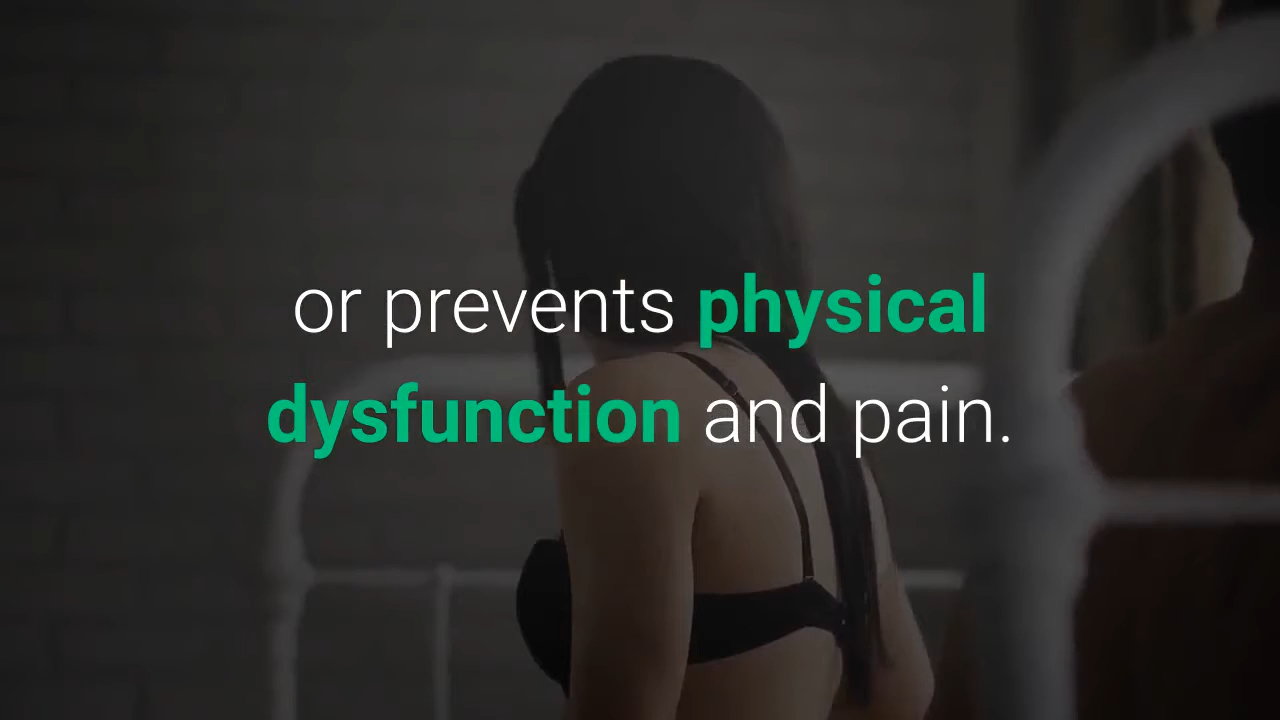 or prevents physical
dysfunction and pain.